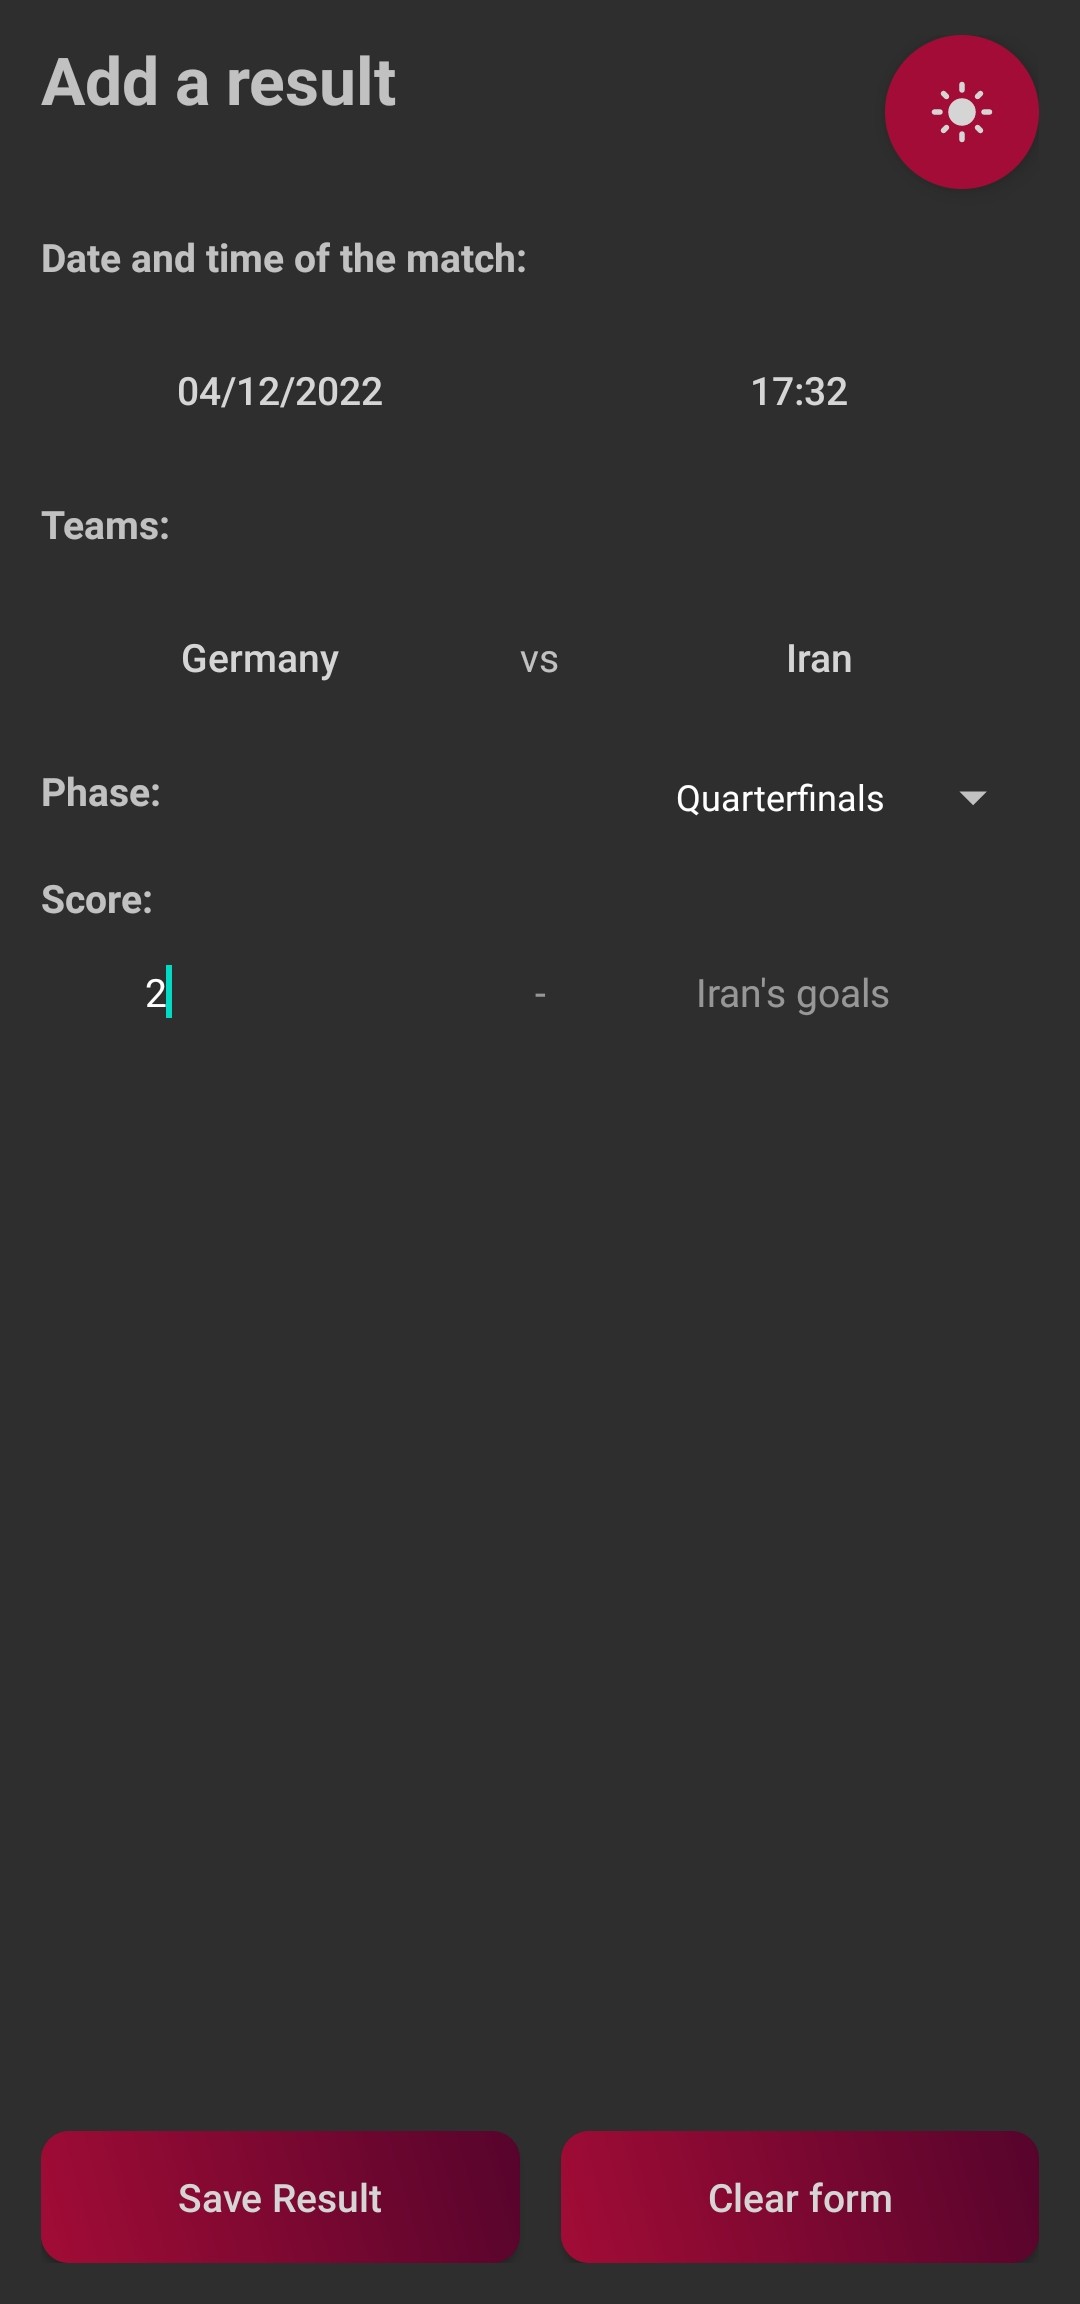 Add a result
Date and time of the match:
04/12/2022 17:32
Teams:
Germany vs Iran
Phase: Quarterfinals
Score:
2 - Iran's goals
Save Result Clear form